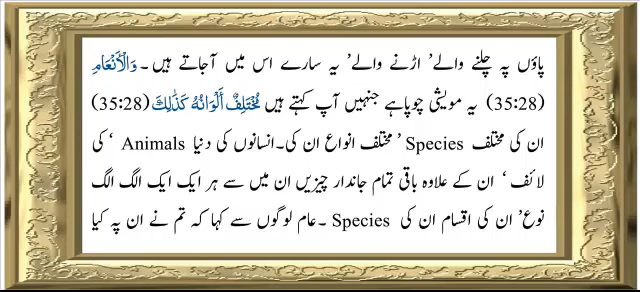 پاؤں پہ چلنے والے’ اڑنے والے’ یہ سارے اس میں آجاتے ہیں۔ وَالْاَنْعَامِ
(35:28) یہ مویشی چوپاہے جنہیں آپ کہتے ہیں مُخْتَلِفٌ اَلْوَانُهٗ كَذٰلِكَ (35:28)
ان کی مختلف Species ’ مختلف انواع ان کی۔انسانوں کی دنیا Animals ‘ کی
لائف ‘ ان کے علاوہ باقی تمام جاندار چیزیں ان میں سے ہر ایک ایک الگ الگ
نوع’ ان کی اقسام ان کی Species ۔عام لوگوں سے کہا کہ تم نے ان پہ کیا